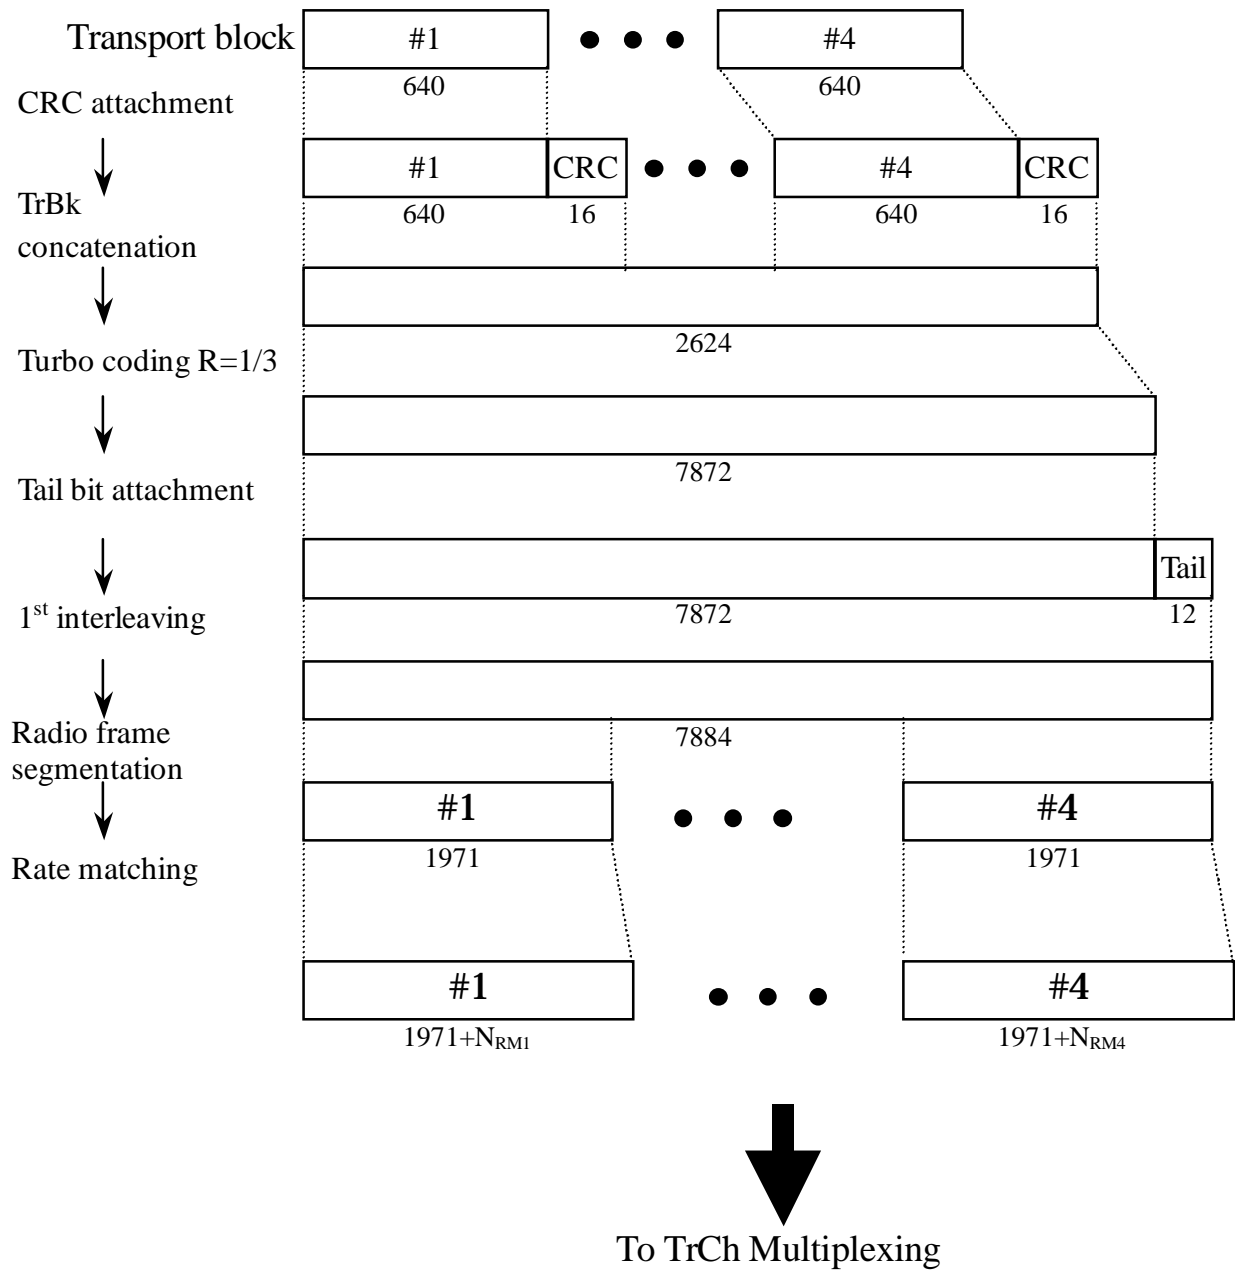 Transport block #1 #4
640 640
CRC attachment
#1 CRC #4 CRC
640 16 640 16
TrBk
concatenation
2624
Turbo coding R=1/3
7872
Tail bit attachment
Tail
7872 12
1st interleaving
7884
Radio frame
segmentation
#1 #4
1971 1971
Rate matching
#1 #4
1971+NRM1 1971+NRM4
To TrCh Multiplexing